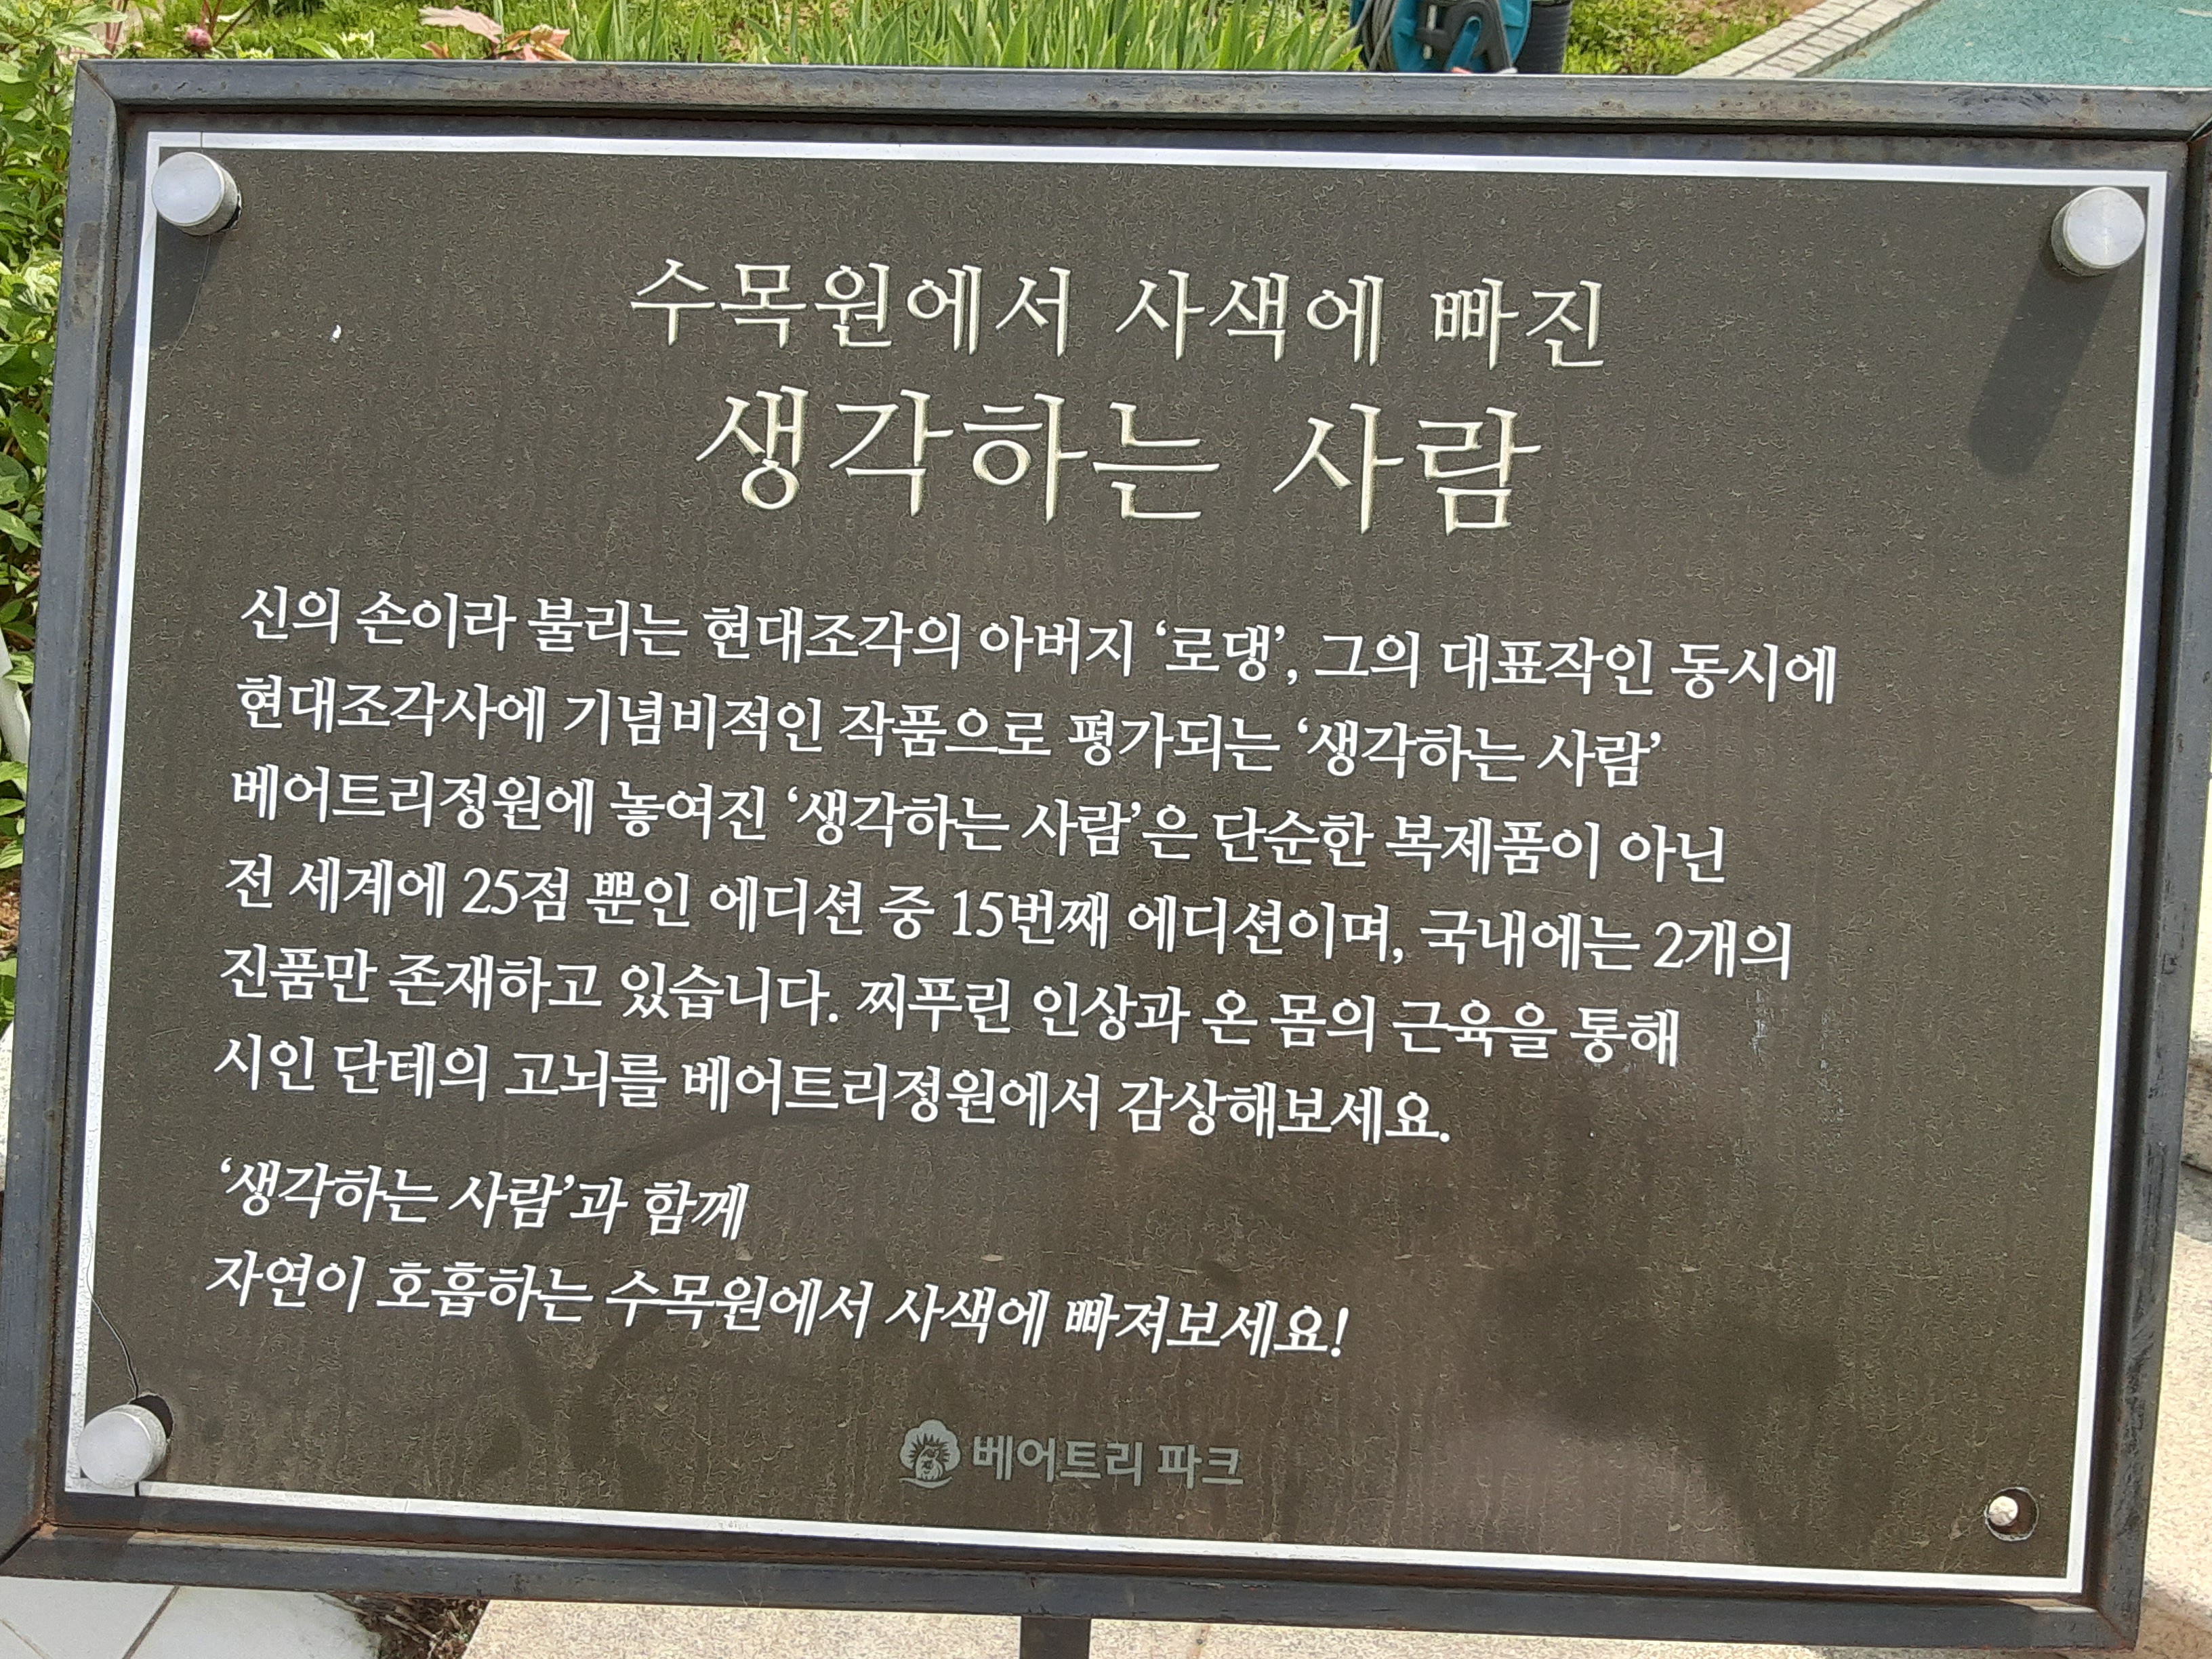 수목원에서 사색에 빠진
생각하는 사람
신의 손이라 불리는 현대조각의 아버지 ‘로댕’, 그의 대표작인 동시에
현대조각사에 기념비적인 작품으로 평가되는 ‘생각하는 사람’
베어트리정원에 놓여진 ‘생각하는 사람’은 단순한 복제품이 아닌
전 세계에 25점 뿐인 에디션 중 15번째 에디션이며, 국내에는 2개의
진품만 존재하고 있습니다. 찌푸린 인상과 온 몸의 근육을 통해
시인 단테의 고뇌를 베어트리정원에서 감상해보세요.
‘생각하는 사람’과 함께
자연이 호흡하는 수목원에서 사색에 빠져보세요!
베어트리 파크